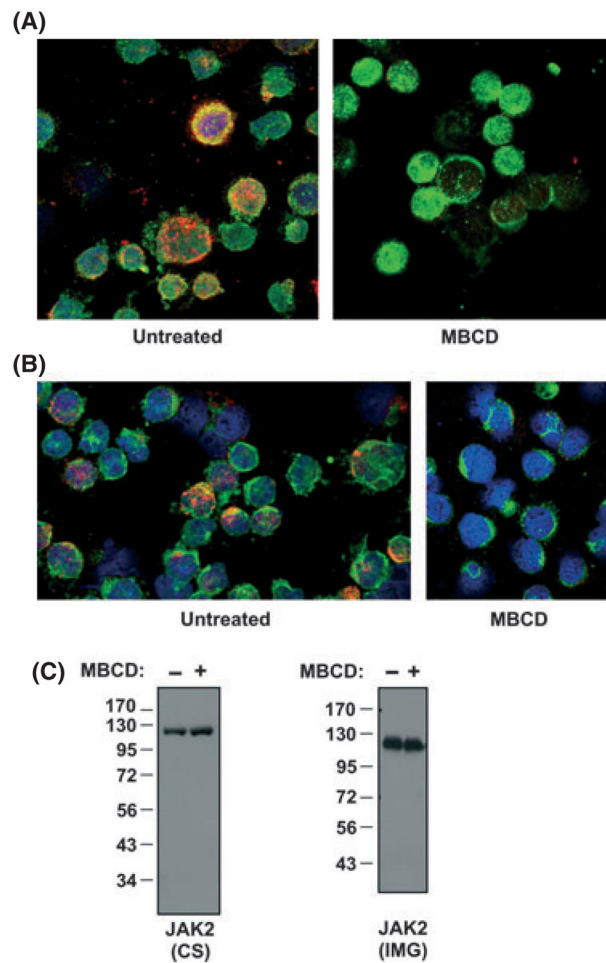 (A)
Untreated
MBCD
(B)
Untreated
MBCD
(C)
MBCD: – +
170
130
95
72
56
43
34
JAK2
(CS)
MBCD: – +
170
130
95
72
56
43
JAK2
(IMG)